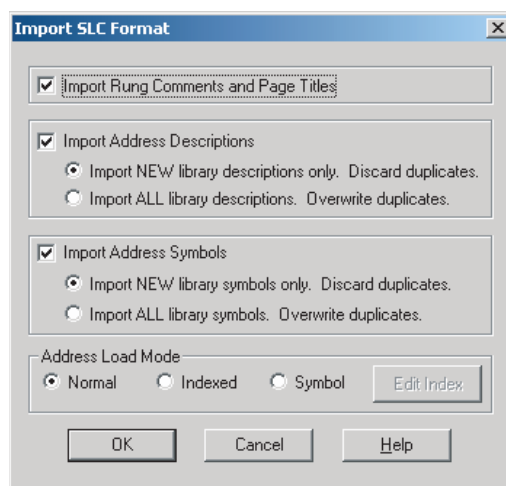 Import SLC Format
Import Rung Comments and Page Titles
Import Address Descriptions
Import NEW library descriptions only. Discard duplicates.
Import ALL library descriptions. Overwrite duplicates.
Import Address Symbols
Import NEW library symbols only. Discard duplicates.
Import ALL library symbols. Overwrite duplicates.
Address Load Mode
Normal Indexed Symbol Edit Index
OK Cancel Help